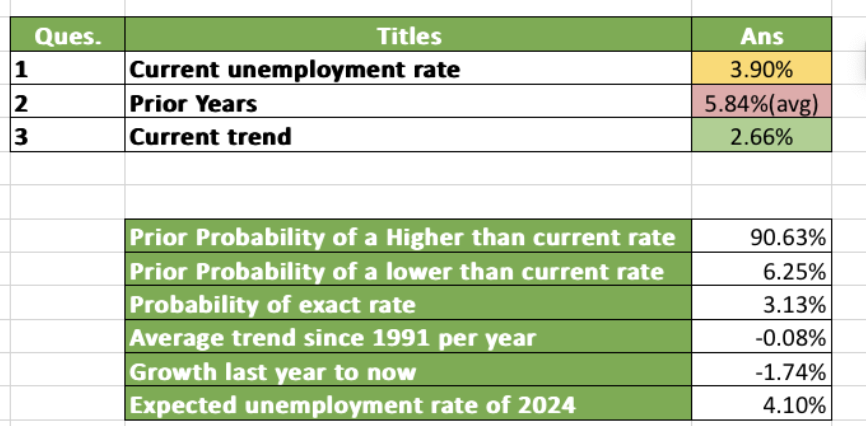 Ques. Titles Ans
1 Current unemployment rate 3.90%
2 Prior Years 5.84%(avg)
3 Current trend 2.66%
Prior Probability of a Higher than current rate 90.63%
Prior Probability of a lower than current rate 6.25%
Probability of exact rate 3.13%
Average trend since 1991 per year -0.08%
Growth last year to now -1.74%
Expected unemployment rate of 2024 4.10%